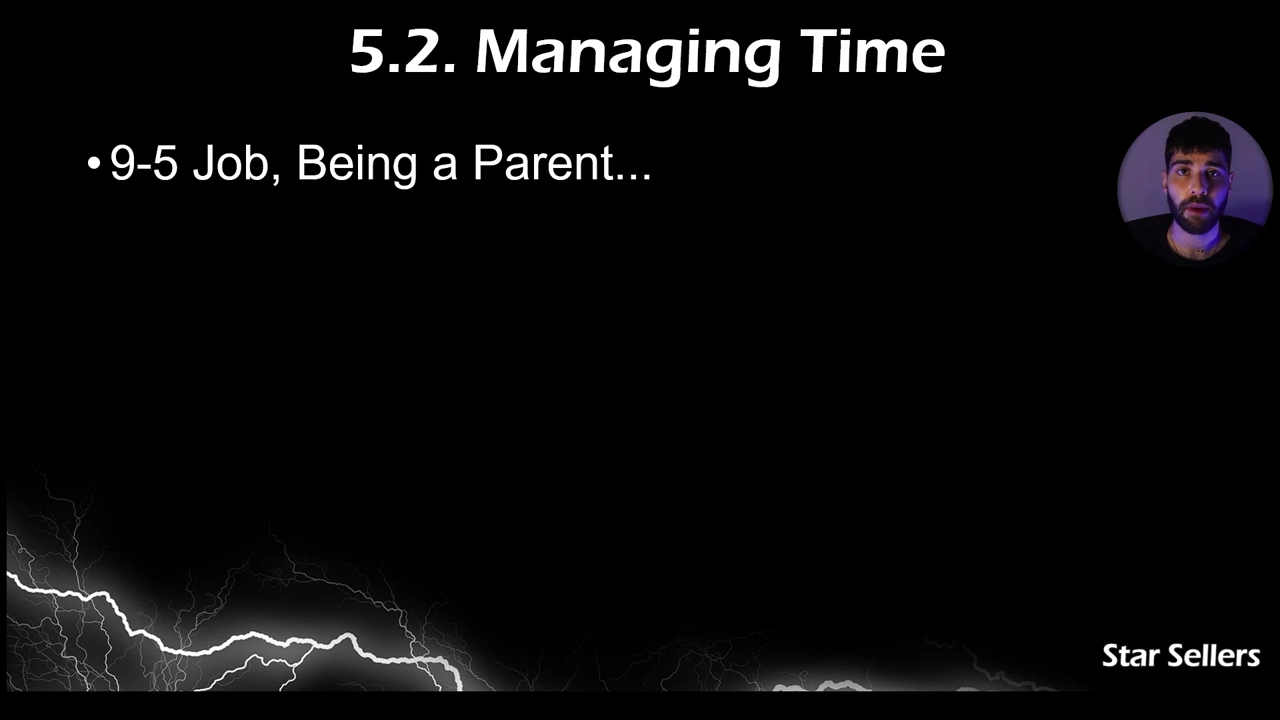 5.2. Managing Time
• 9-5 Job, Being a Parent...
Star Sellers